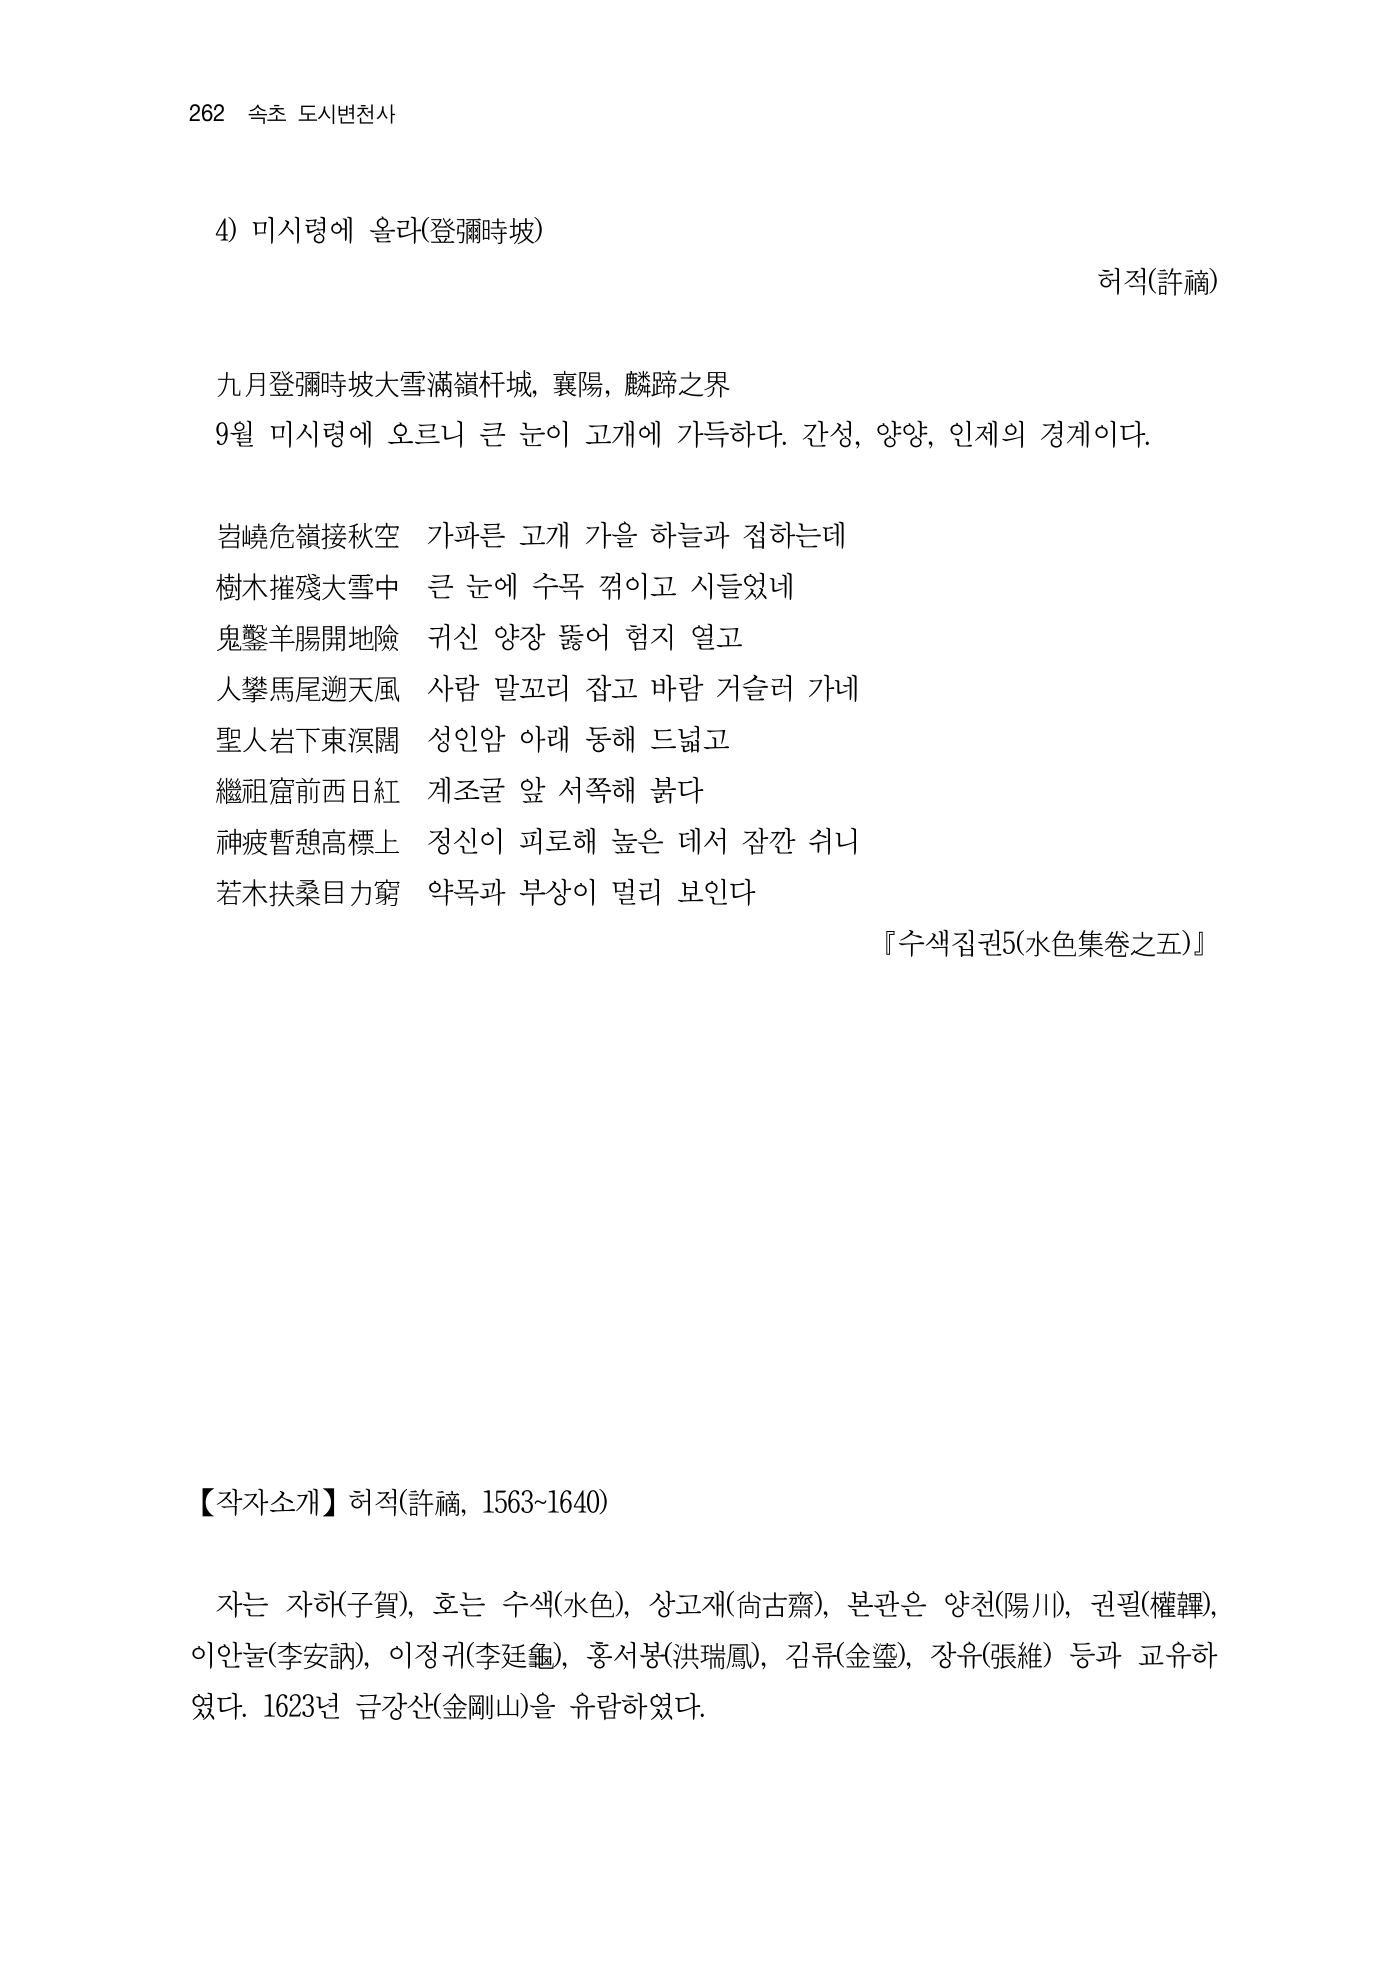 262 속초 도시변천사
4) 미시령에 올라(登彌時坡)
허적(許𥛚)
九月登彌時坡大雪滿嶺杆城, 襄陽, 麟蹄之界
9월 미시령에 오르니 큰 눈이 고개에 가득하다. 간성, 양양, 인제의 경계이다.
岧嶢危嶺接秋空 가파른 고개 가을 하늘과 접하는데
樹木摧殘大雪中 큰 눈에 수목 꺾이고 시들었네
鬼鑿羊腸開地險 귀신 양장 뚫어 험지 열고
人攀馬尾遡天風 사람 말꼬리 잡고 바람 거슬러 가네
聖人岩下東溟闊 성인암 아래 동해 드넓고
繼祖窟前西日紅 계조굴 앞 서쪽해 붉다
神疲暫憩高標上 정신이 피로해 높은 데서 잠깐 쉬니
若木扶桑目力窮 약목과 부상이 멀리 보인다
『수색집권5(水色集卷之五)』
【작자소개】허적(許𥛚, 1563~1640)
자는 자하(子賀), 호는 수색(水色), 상고재(尙古齋), 본관은 양천(陽川), 권필(權韠),
이안눌(李安訥), 이정귀(李廷龜), 홍서봉(洪瑞鳳), 김류(金瑬), 장유(張維) 등과 교유하
였다. 1623년 금강산(金剛山)을 유람하였다.